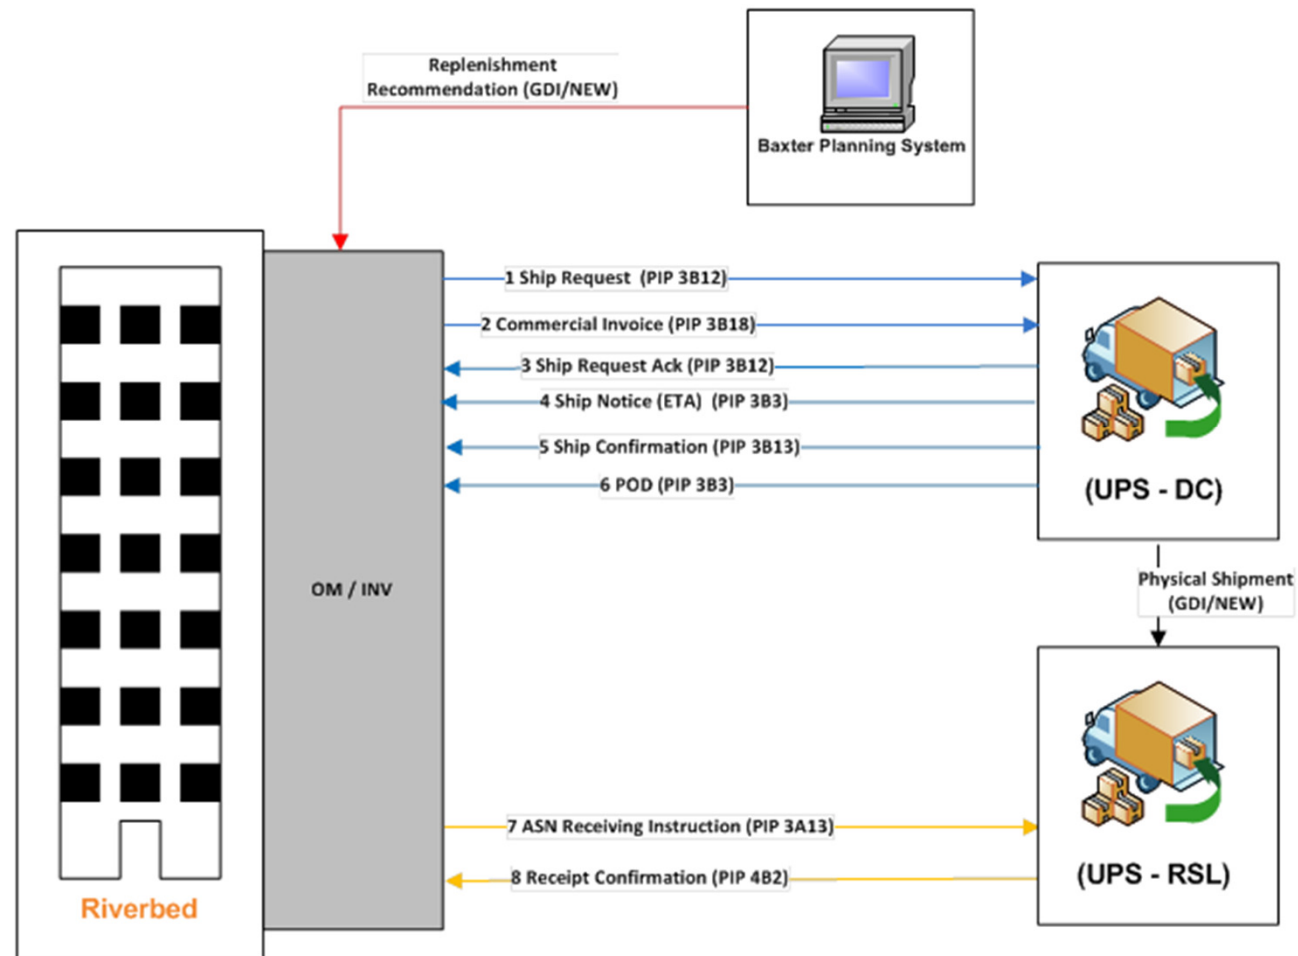 Replenishment
Recommendation (GDI/NEW)
Baxter Planning System
1 Ship Request  (PIP 3B12)
2 Commercial Invoice (PIP 3B18)
3 Ship Request Ack (PIP 3B12)
4 Ship Notice (ETA)  (PIP 3B3)
5 Ship Confirmation (PIP 3B13)
6 POD (PIP 3B3)
(UPS - DC)
OM / INV
Physical Shipment
(GDI/NEW)
7 ASN Receiving Instruction (PIP 3A13)
8 Receipt Confirmation (PIP 4B2)
(UPS - RSL)
Riverbed